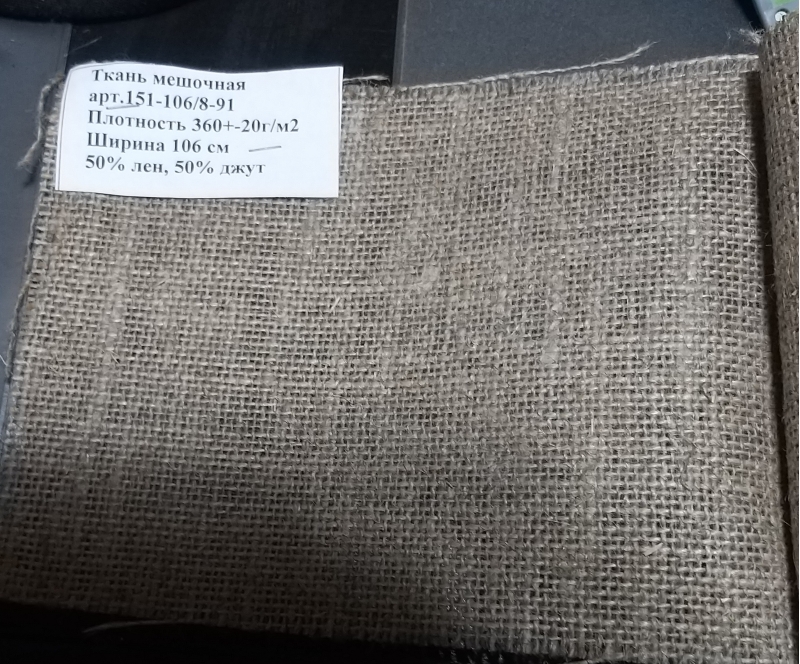 Ткань мешочная
арт.151-106/8-91
Плотность 360+-20г/м2
Ширина 106 см
50% лен, 50% джут